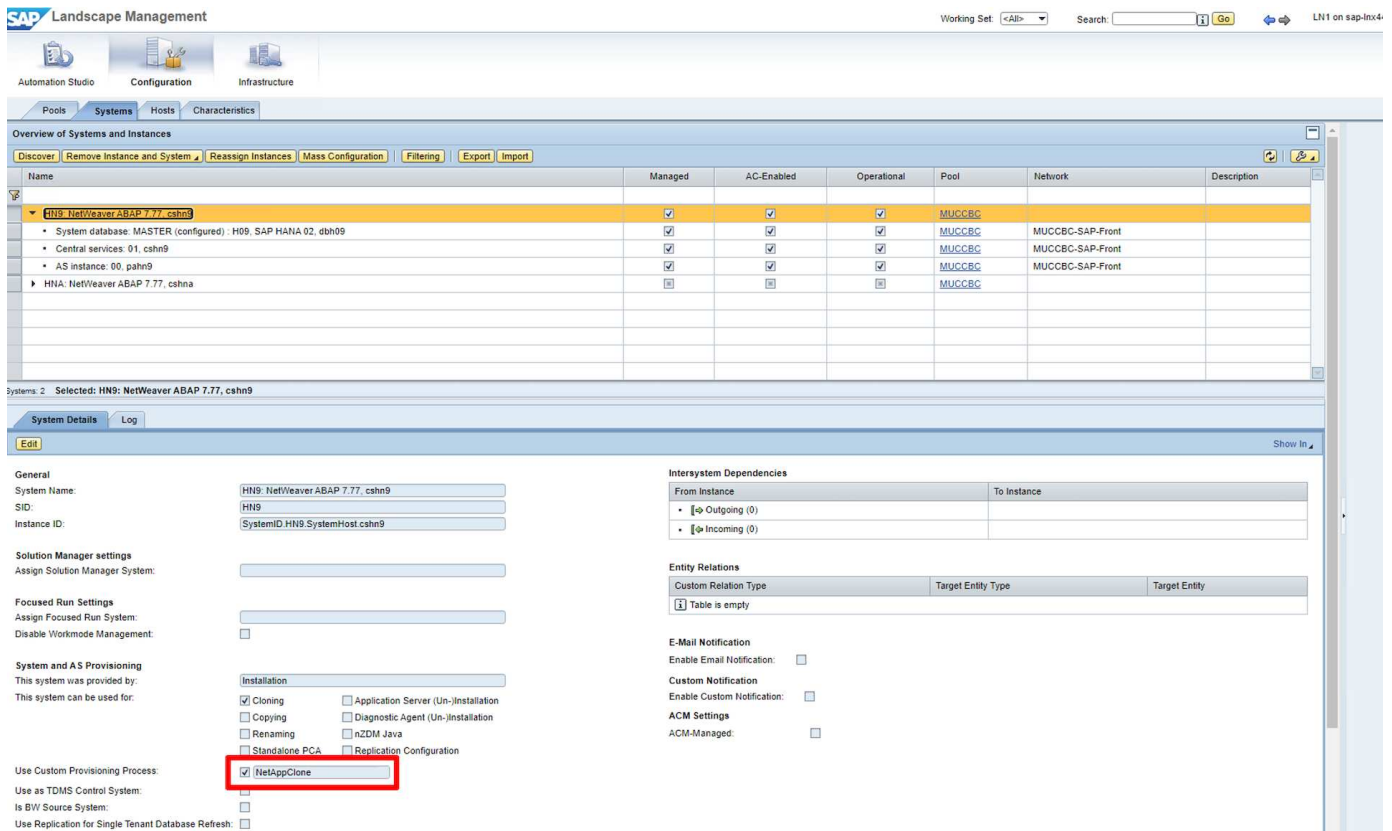 SAP Landscape Management
Working Set: <All>
Search:
Go
LN1 on sap-lnx4
Automation Studio
Configuration
Infrastructure
Pools
Systems
Hosts
Characteristics
Overview of Systems and Instances
Discover
Remove Instance and System
Reassign Instances
Mass Configuration
Filtering
Export
Import
Name Managed AC-Enabled Operational Pool Network Description
HN9: NetWeaver ABAP 7.77, cshn9 MUCCBC
System database: MASTER (configured) : H09, SAP HANA 02, dbh09 MUCCBC MUCCBC-SAP-Front
Central services: 01, cshn9 MUCCBC MUCCBC-SAP-Front
AS instance: 00, pahn9 MUCCBC MUCCBC-SAP-Front
HNA: NetWeaver ABAP 7.77, cshna MUCCBC
Systems: 2 Selected: HN9: NetWeaver ABAP 7.77, cshn9
System Details
Log
Edit
Show In
General
System Name: HN9: NetWeaver ABAP 7.77, cshn9
SID: HN9
Instance ID: SystemID.HN9.SystemHost.cshn9
Solution Manager settings
Assign Solution Manager System:
Focused Run Settings
Assign Focused Run System:
Disable Workmode Management:
System and AS Provisioning
This system was provided by: Installation
This system can be used for: Cloning Application Server (Un-)Installation
Copying Diagnostic Agent (Un-)Installation
Renaming nZDM Java
Standalone PCA Replication Configuration
Use Custom Provisioning Process: NetAppClone
Use as TDMS Control System:
Is BW Source System:
Use Replication for Single Tenant Database Refresh:
Intersystem Dependencies
From Instance To Instance
Outgoing (0)
Incoming (0)
Entity Relations
Custom Relation Type Target Entity Type Target Entity
Table is empty
E-Mail Notification
Enable Email Notification:
Custom Notification
Enable Custom Notification:
ACM Settings
ACM-Managed: